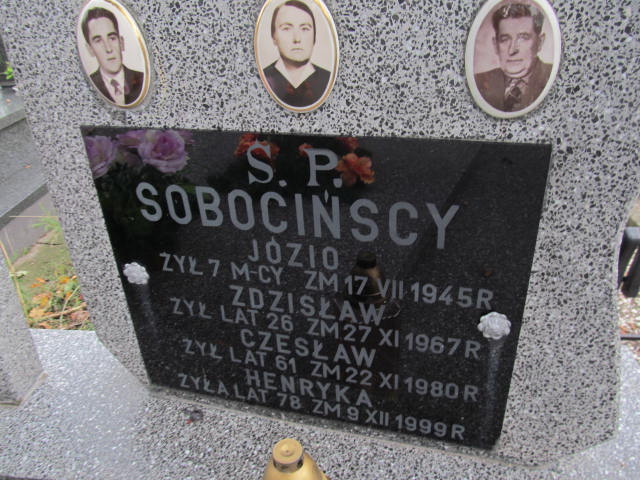 Ś. P.
SOBOCIŃSCY
JÓZIO
ŻYŁ 7 M-CY ZM 17 VII 1945 R
ZDZISŁAW
ŻYŁ LAT 26 ZM 27 XI 1967 R
CZESŁAW
ŻYŁ LAT 61 ZM 22 XI 1980 R
HENRYKA
ŻYŁA LAT 78 ZM 9 XII 1999 R